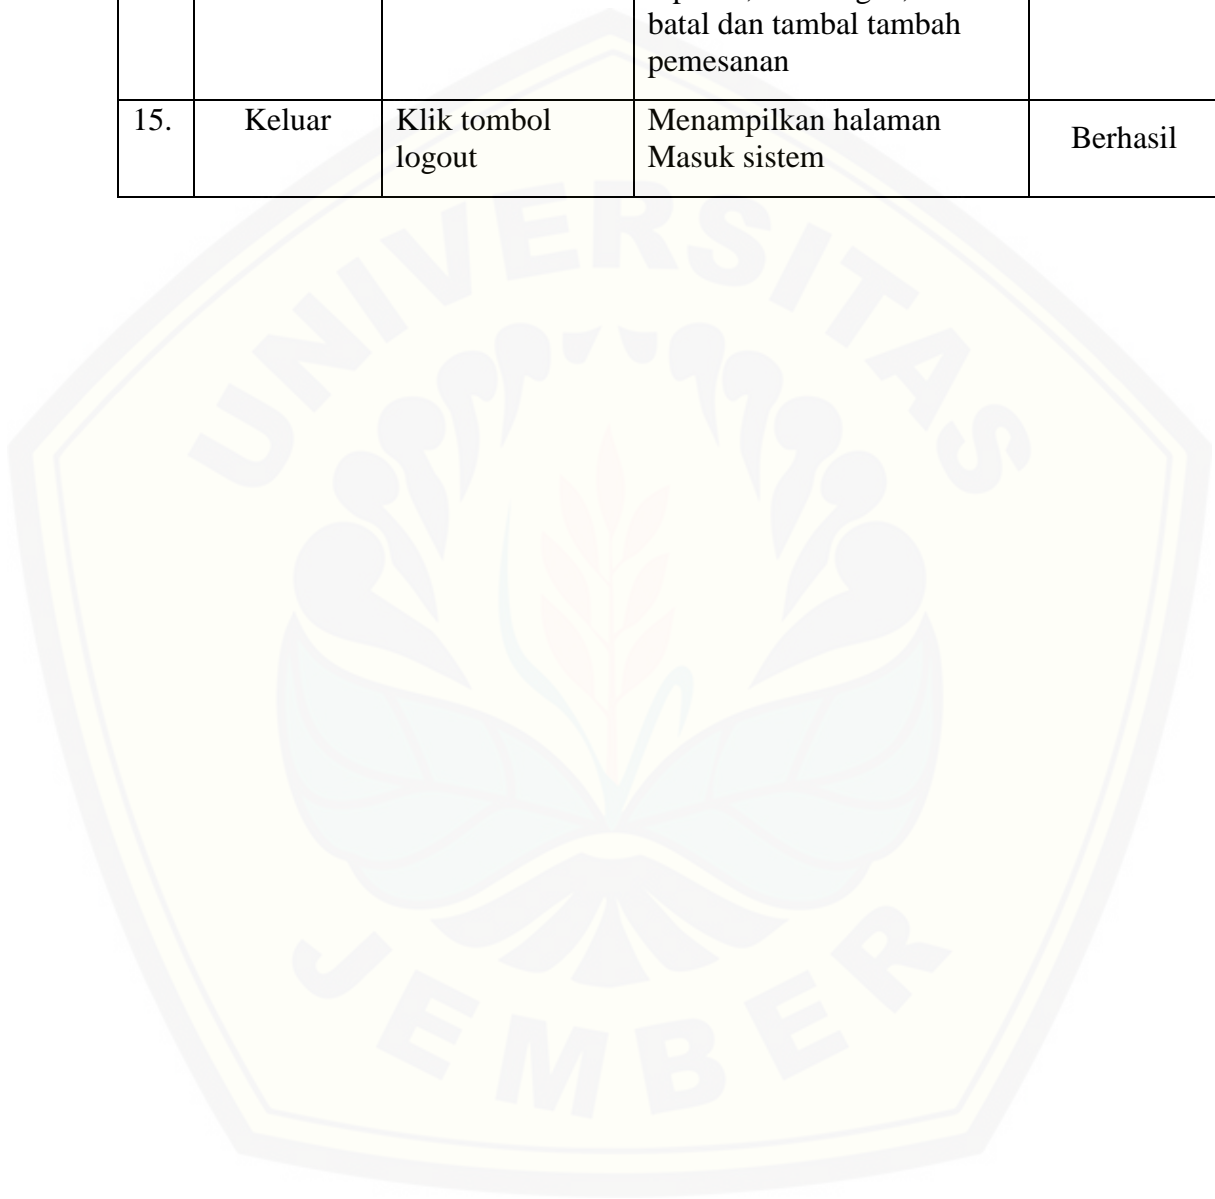 batal dan tambal tambah
pemesanan
15. Keluar Klik tombol logout Menampilkan halaman Masuk sistem Berhasil
UNIVERSITAS
JEMBER